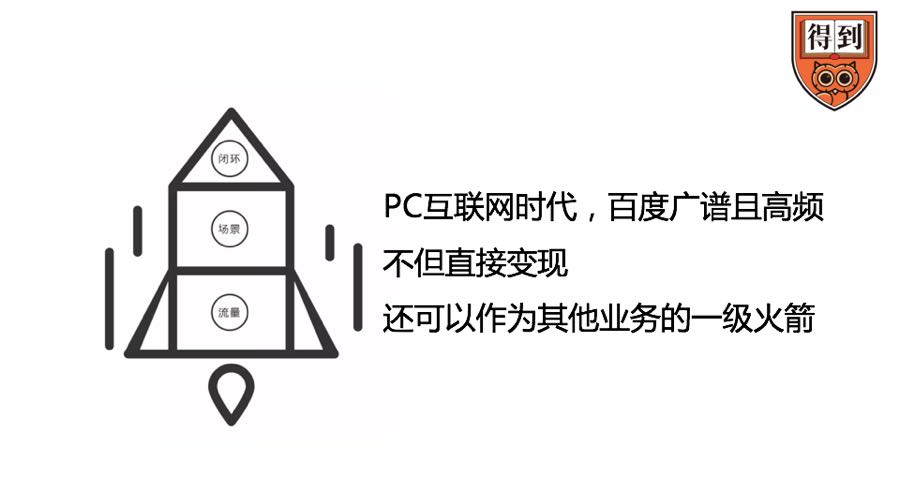 得到
闭环
场景
流量
PC互联网时代，百度广谱且高频
不但直接变现
还可以作为其他业务的一级火箭